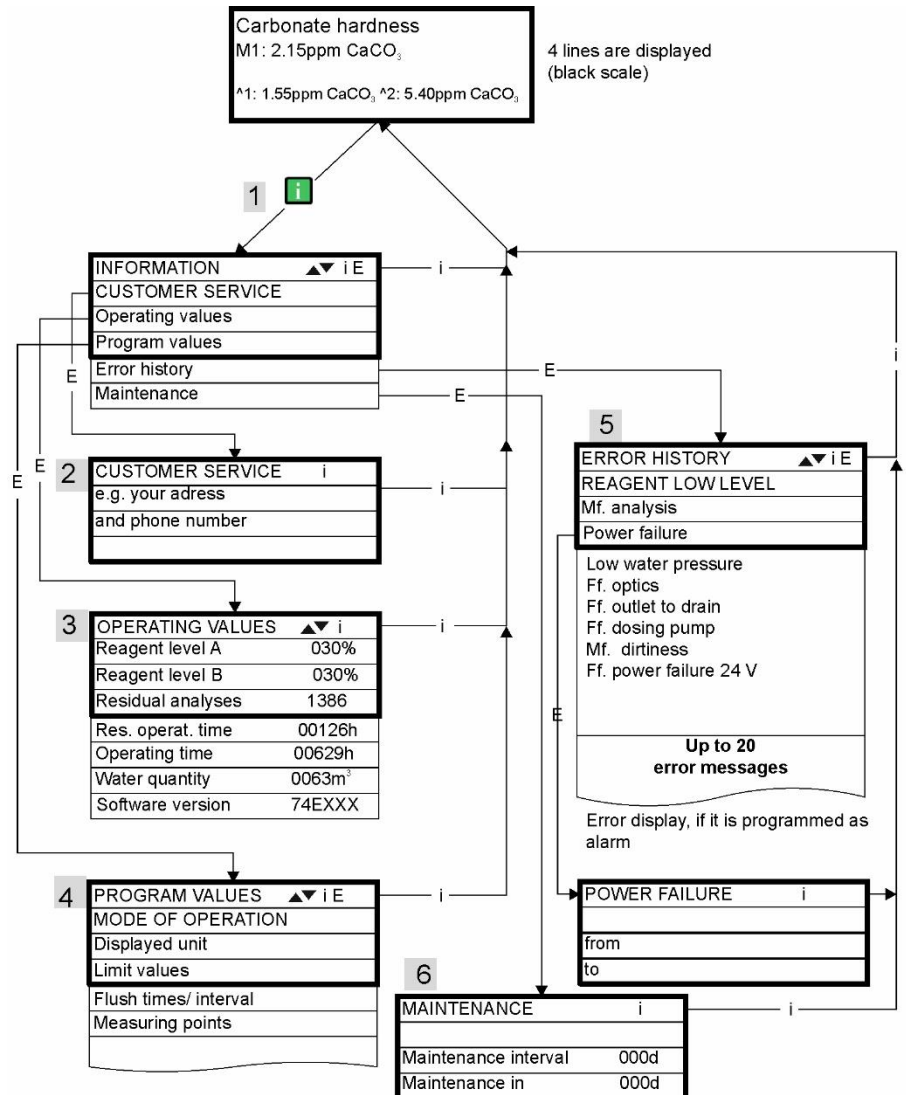 Carbonate hardness
M1: 2.15ppm CaCO₃
^1: 1.55ppm CaCO₃ ^2: 5.40ppm CaCO₃
4 lines are displayed
(black scale)
1 i
INFORMATION ▲▼ i E
CUSTOMER SERVICE
Operating values
Program values
Error history
Maintenance
i
E
E
E
E
E
i
2
CUSTOMER SERVICE i
e.g. your adress
and phone number
i
3
OPERATING VALUES ▲▼ i
Reagent level A 030%
Reagent level B 030%
Residual analyses 1386
Res. operat. time 00126h
Operating time 00629h
Water quantity 0063m³
Software version 74EXXX
i
4
PROGRAM VALUES ▲▼ i E
MODE OF OPERATION
Displayed unit
Limit values
Flush times/ interval
Measuring points
i
5
ERROR HISTORY ▲▼ i E
REAGENT LOW LEVEL
Mf. analysis
Power failure
Low water pressure
Ff. optics
Ff. outlet to drain
Ff. dosing pump
Mf. dirtiness
Ff. power failure 24 V
E
Up to 20
error messages
Error display, if it is programmed as
alarm
POWER FAILURE i
from
to
6
MAINTENANCE i
Maintenance interval 000d
Maintenance in 000d
i